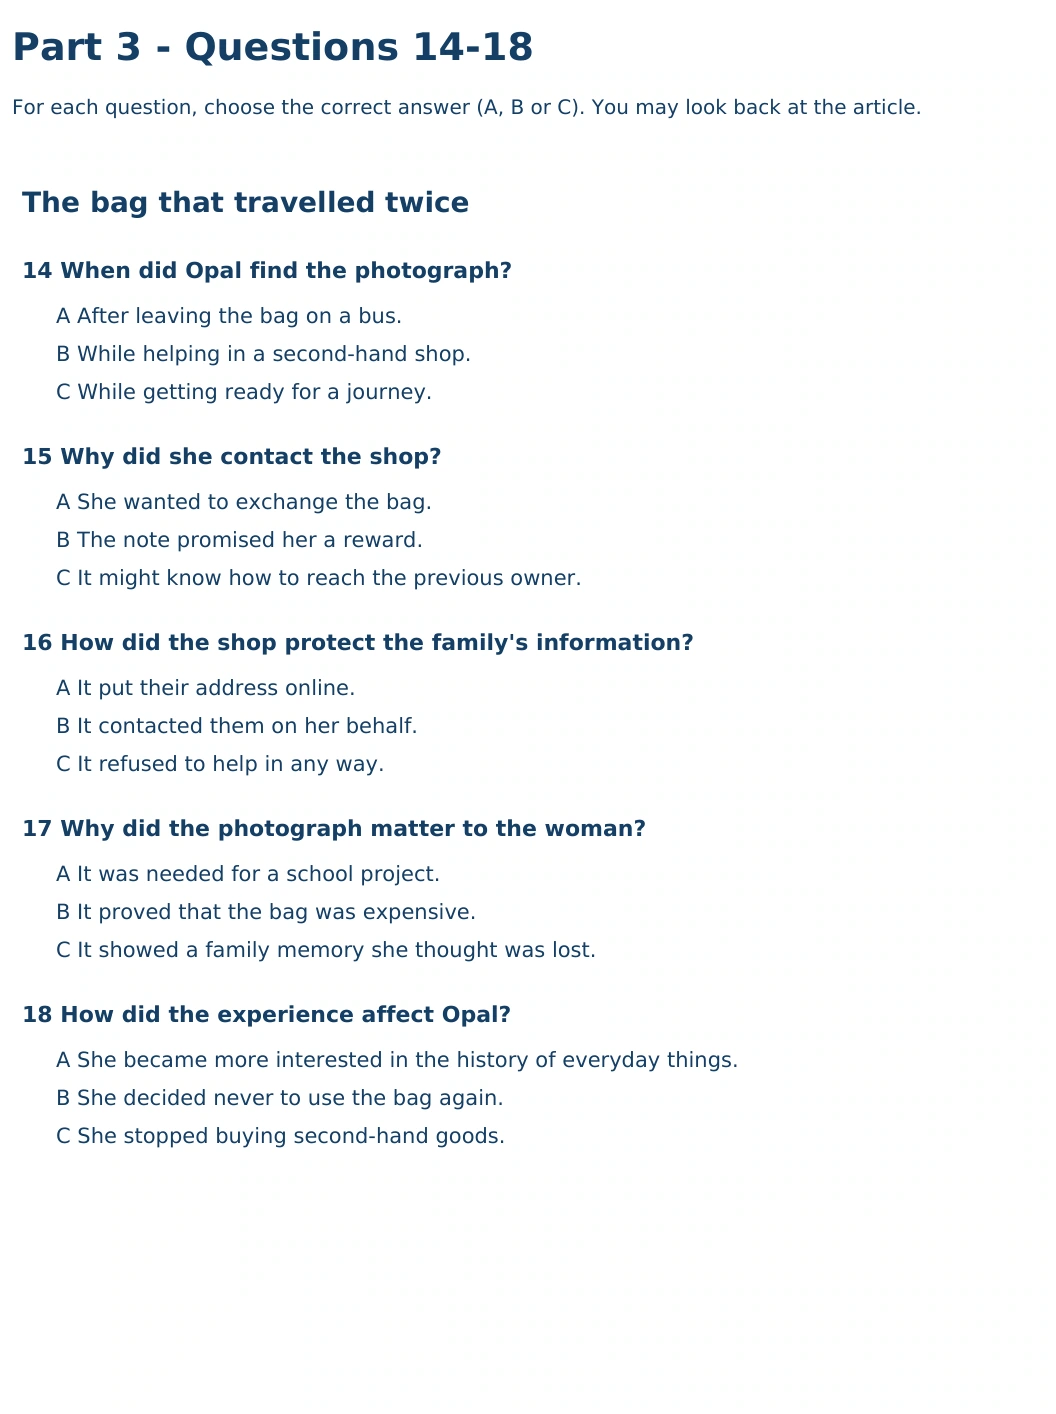 Part 3 - Questions 14-18
For each question, choose the correct answer (A, B or C). You may look back at the article.
The bag that travelled twice
14 When did Opal find the photograph?
A After leaving the bag on a bus.
B While helping in a second-hand shop.
C While getting ready for a journey.
15 Why did she contact the shop?
A She wanted to exchange the bag.
B The note promised her a reward.
C It might know how to reach the previous owner.
16 How did the shop protect the family's information?
A It put their address online.
B It contacted them on her behalf.
C It refused to help in any way.
17 Why did the photograph matter to the woman?
A It was needed for a school project.
B It proved that the bag was expensive.
C It showed a family memory she thought was lost.
18 How did the experience affect Opal?
A She became more interested in the history of everyday things.
B She decided never to use the bag again.
C She stopped buying second-hand goods.